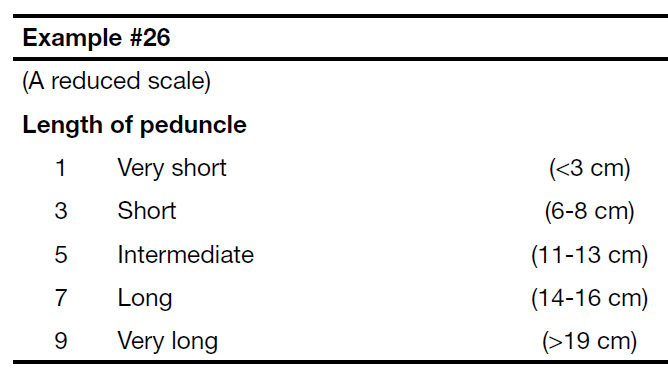 Example #26
(A reduced scale)
Length of peduncle
1 Very short (<3 cm)
3 Short (6-8 cm)
5 Intermediate (11-13 cm)
7 Long (14-16 cm)
9 Very long (>19 cm)